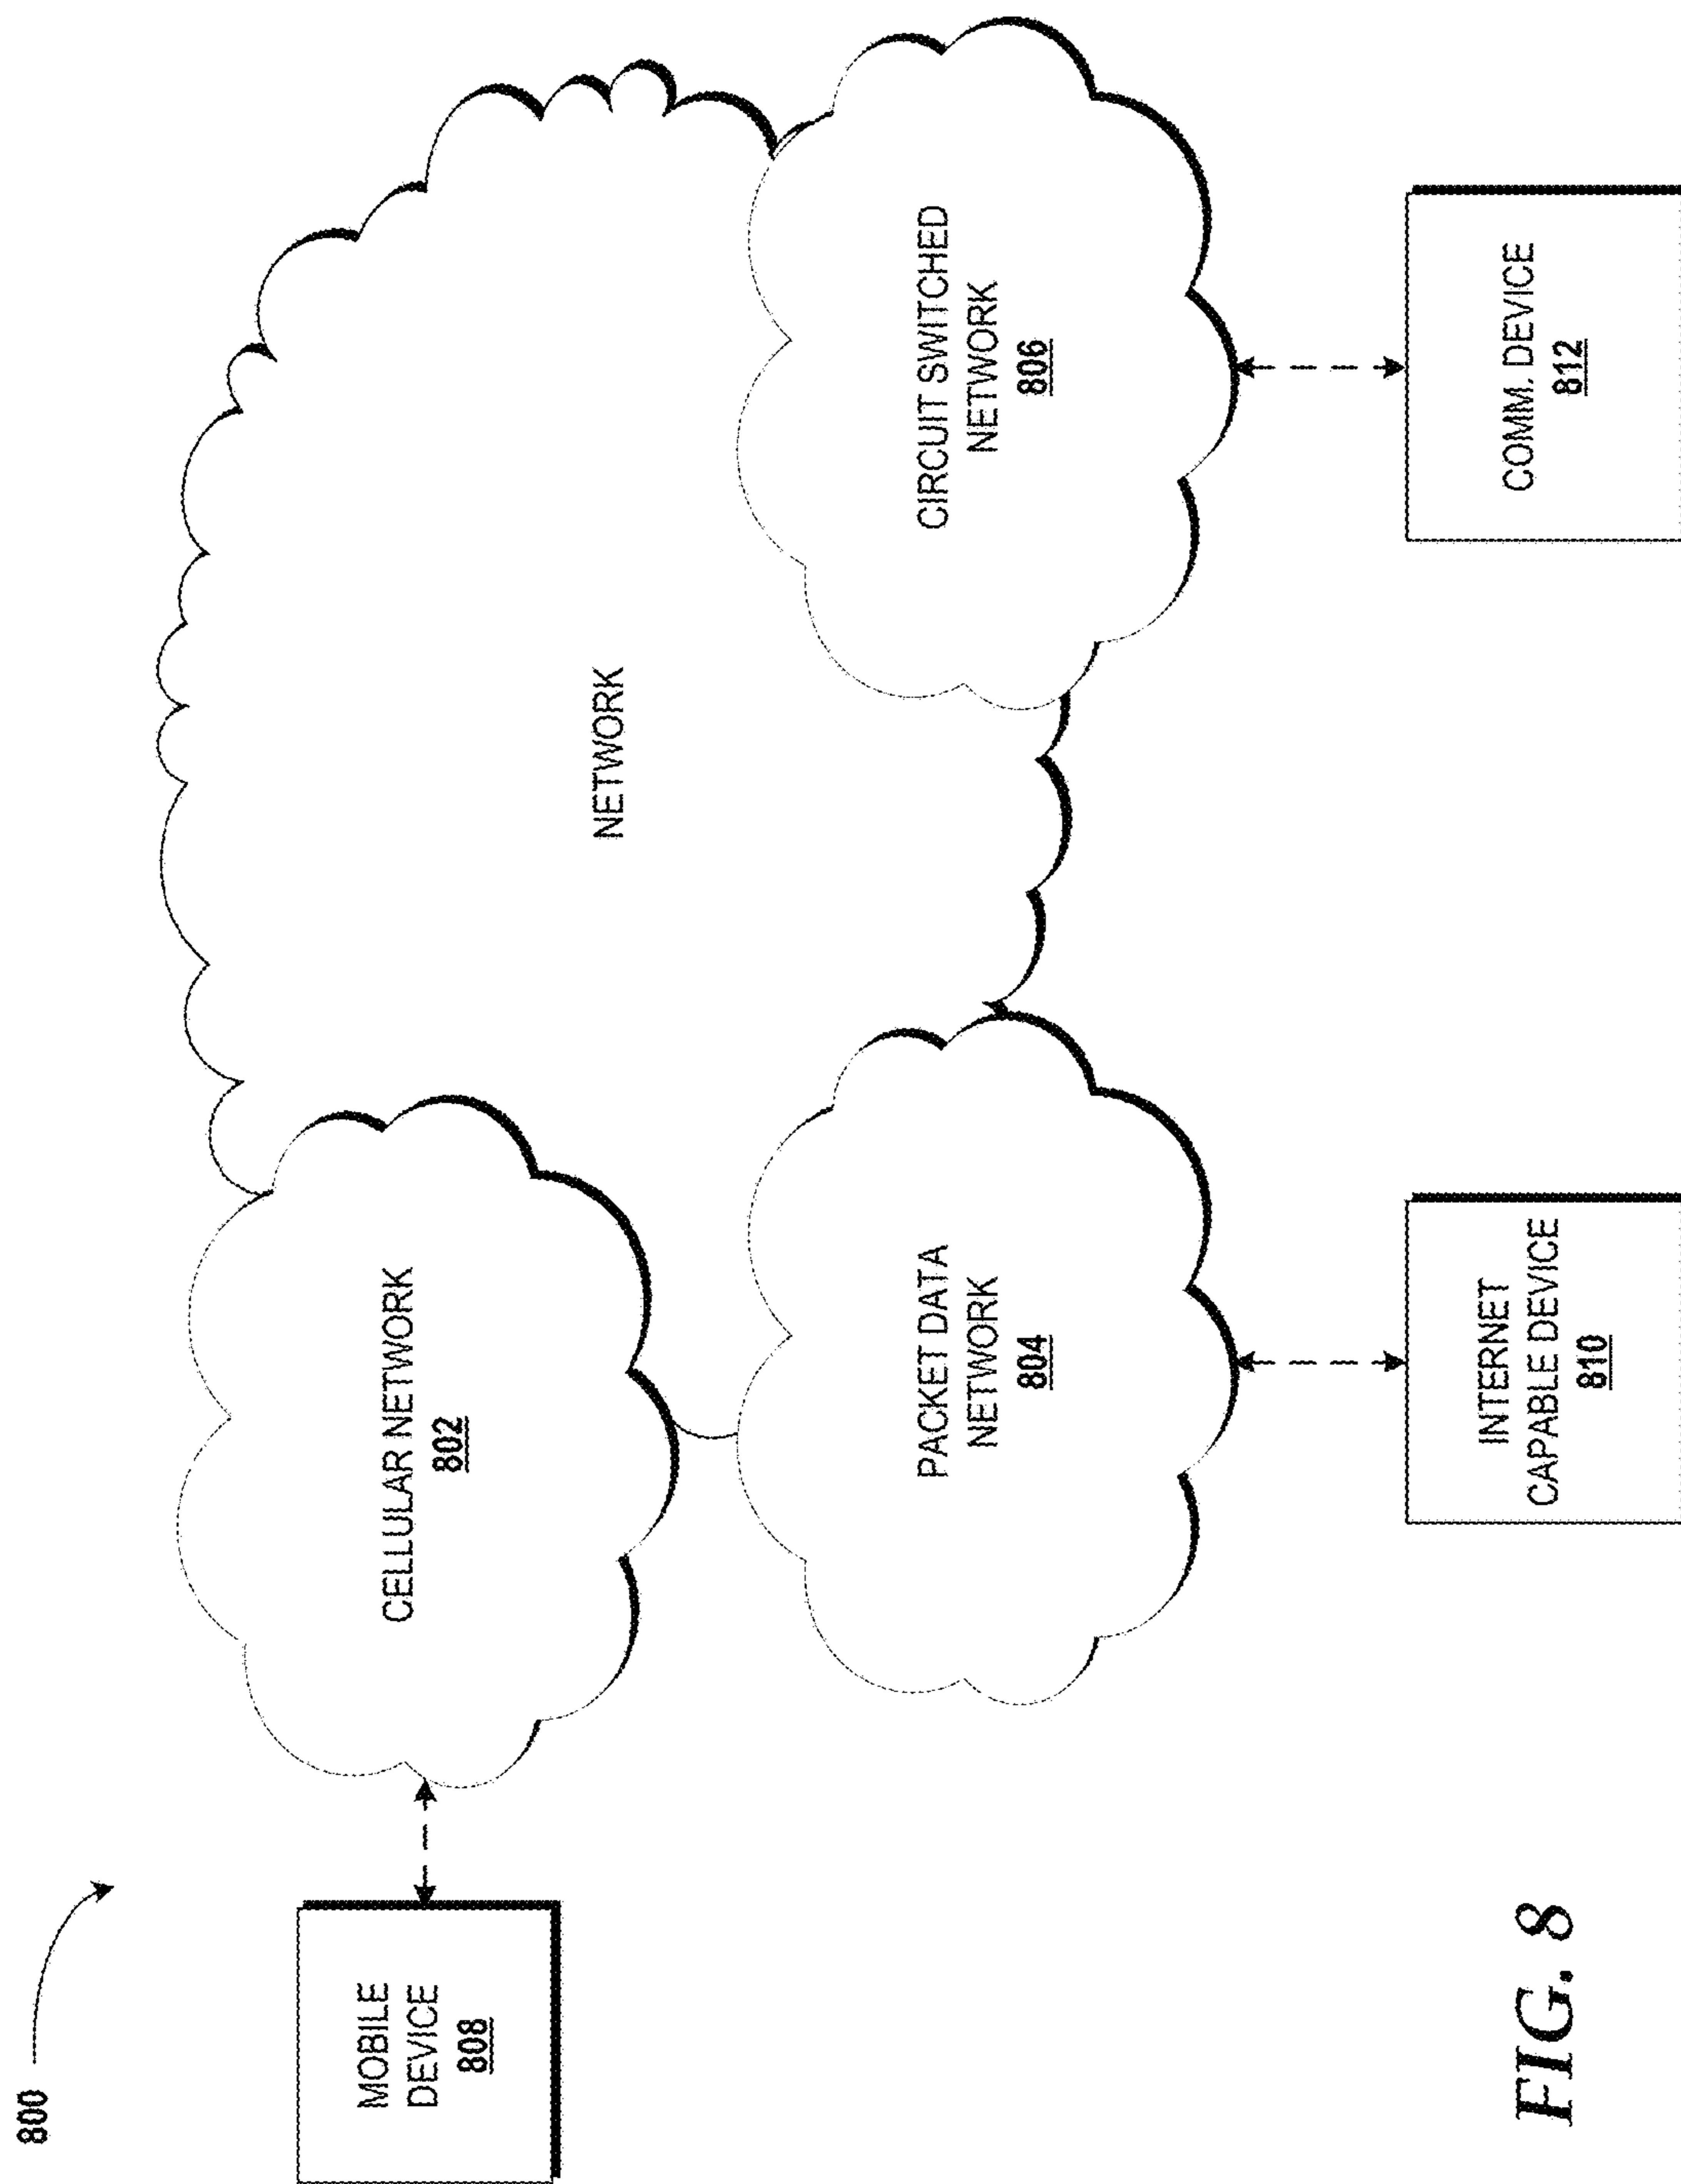 800
MOBILE
DEVICE
808
CELLULAR NETWORK
802
NETWORK
PACKET DATA
NETWORK
804
CIRCUIT SWITCHED
NETWORK
806
INTERNET
CAPABLE DEVICE
810
COMM. DEVICE
812
FIG. 8